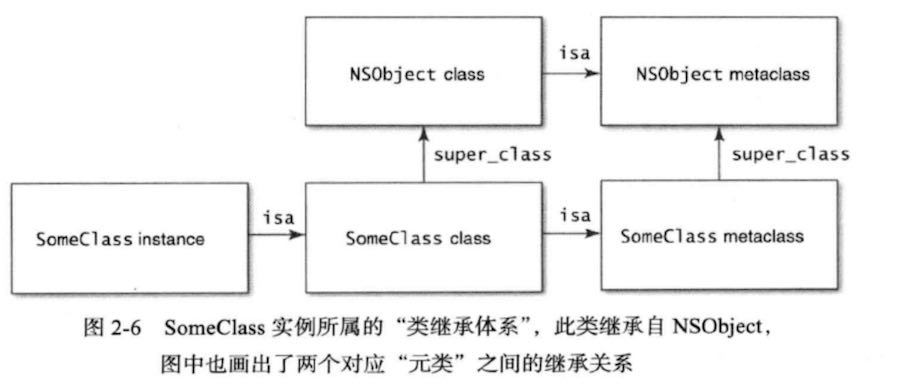 isa
NSObject class
NSObject metaclass
super_class
super_class
isa
isa
SomeClass instance
SomeClass class
SomeClass metaclass
图 2-6 SomeClass 实例所属的“类继承体系”，此类继承自 NSObject，
图中也画出了两个对应“元类”之间的继承关系